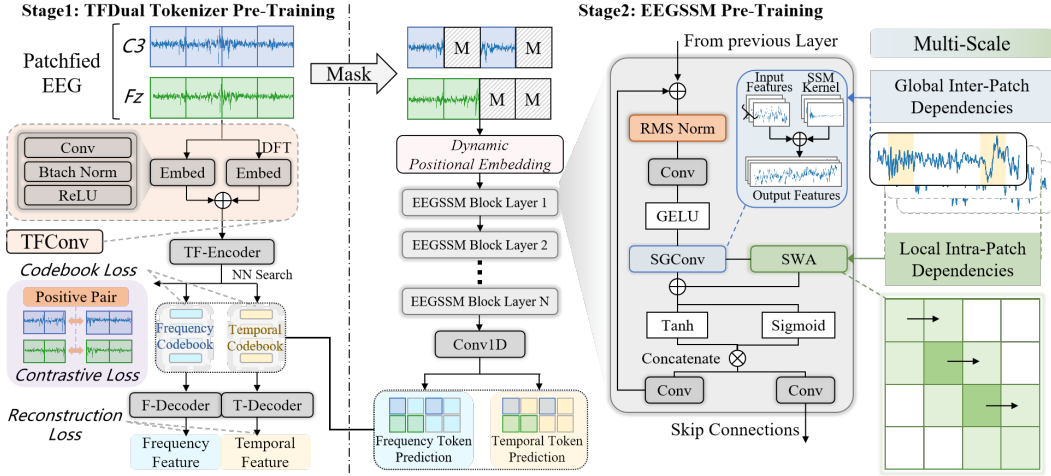 Stage1: TFDual Tokenizer Pre-Training
Patchfied
EEG
C3
Fz
Conv
Btach Norm
ReLU
DFT
Embed
Embed
TFConv
TF-Encoder
NN Search
Codebook Loss
Positive Pair
Contrastive Loss
Frequency
Codebook
Temporal
Codebook
F-Decoder
T-Decoder
Reconstruction
Loss
Frequency
Feature
Temporal
Feature
Mask
Stage2: EEGSSM Pre-Training
M
M
M
M
Dynamic
Positional Embedding
EEGSSM Block Layer 1
EEGSSM Block Layer 2
EEGSSM Block Layer N
Conv1D
Frequency Token
Prediction
Temporal Token
Prediction
From previous Layer
RMS Norm
Conv
GELU
SGConv
SWA
Tanh
Sigmoid
Concatenate
Conv
Conv
Skip Connections
Input
Features
SSM
Kernel
Output Features
Multi-Scale
Global Inter-Patch
Dependencies
Local Intra-Patch
Dependencies